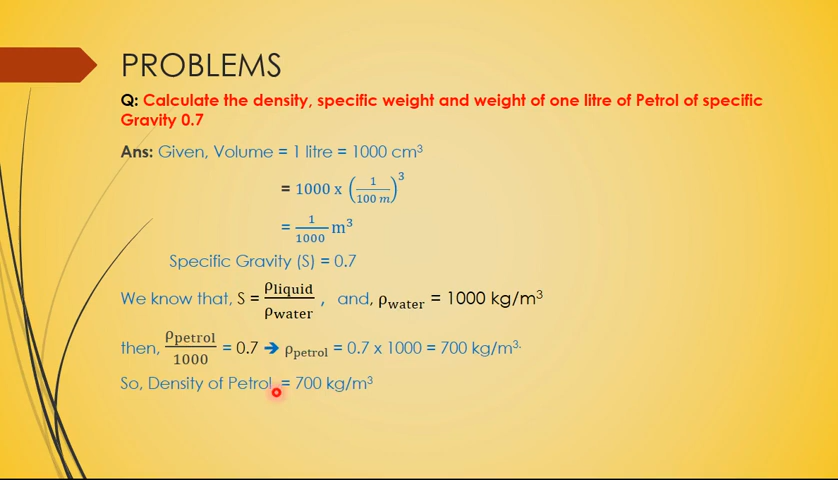 PROBLEMS
Q: Calculate the density, specific weight and weight of one litre of Petrol of specific
Gravity 0.7
Ans: Given, Volume = 1 litre = 1000 cm³
= 1000 x (1/100 m)³
= 1/1000 m³
Specific Gravity (S) = 0.7
We know that, S = ρliquid/ρwater , and, ρwater = 1000 kg/m³
then, ρpetrol/1000 = 0.7 ➔ ρpetrol = 0.7 x 1000 = 700 kg/m³.
So, Density of Petrol = 700 kg/m³